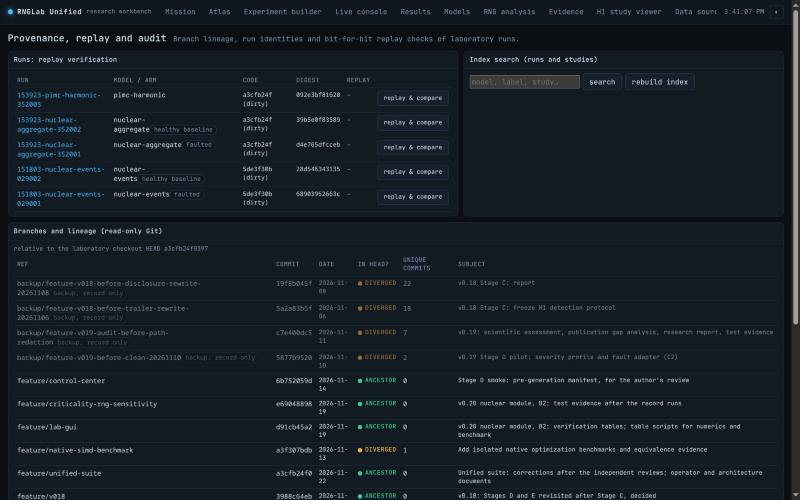 RNGLab Unified research workbench Mission Atlas Experiment builder Live console Results Models RNG analysis Evidence H1 study viewer Data sourc 3:41:07 PM
Provenance, replay and audit Branch lineage, run identities and bit-for-bit replay checks of laboratory runs.
Runs: replay verification
RUN MODEL / ARM CODE DIGEST REPLAY
153923-pimc-harmonic-352003 pimc-harmonic a3cfb24f (dirty) 092e3bf81620 – replay & compare
153923-nuclear-aggregate-352002 nuclear-aggregate healthy baseline a3cfb24f (dirty) 39b5e0f83589 – replay & compare
153923-nuclear-aggregate-352001 nuclear-aggregate faulted a3cfb24f (dirty) d4e765dfcceb – replay & compare
151803-nuclear-events-029002 nuclear-events healthy baseline 5de3f30b (dirty) 28d546343135 – replay & compare
151803-nuclear-events-029001 nuclear-events faulted 5de3f30b (dirty) 68903952663c – replay & compare
Index search (runs and studies)
model, label, study… search rebuild index
Branches and lineage (read-only Git)
relative to the laboratory checkout HEAD a3cfb24f0397
REF COMMIT DATE IN HEAD? UNIQUE COMMITS SUBJECT
backup/feature-v018-before-disclosure-rewrite-20261108 backup, record only 19f8b045f 2026-11-08 DIVERGED 22 v0.18 Stage C: report
backup/feature-v018-before-trailer-rewrite-20261106 backup, record only 5a2a83b5f 2026-11-06 DIVERGED 18 v0.18 Stage C: freeze H1 detection protocol
backup/feature-v019-audit-before-path-redaction backup, record only c7e400dc5 2026-11-11 DIVERGED 7 v0.19: scientific assessment, publication gap analysis, research report, test evidence
backup/feature-v019-before-clean-20261110 backup, record only 5877b9520 2026-11-10 DIVERGED 2 v0.19 Stage D pilot: severity profile and fault adapter (C2)
feature/control-center 6b752059d 2026-11-14 ANCESTOR 0 Stage D smoke: pre-generation manifest, for the author's review
feature/criticality-rng-sensitivity e69048898 2026-11-19 ANCESTOR 0 v0.20 nuclear module, B2: test evidence after the record runs
feature/lab-gui d91cb45a2 2026-11-19 ANCESTOR 0 v0.20 nuclear module, B2: verification tables; table scripts for numerics and benchmark
feature/native-simd-benchmark a3f307bdb 2026-11-13 DIVERGED 1 Add isolated native optimization benchmarks and equivalence evidence
feature/unified-suite a3cfb24f0 2026-11-22 ANCESTOR 0 Unified suite: corrections after the independent reviews; operator and architecture documents
feature/v018 3988c64eb 2026-11- ANCESTOR 0 v0.18: Stages D and E revisited after Stage C, decided